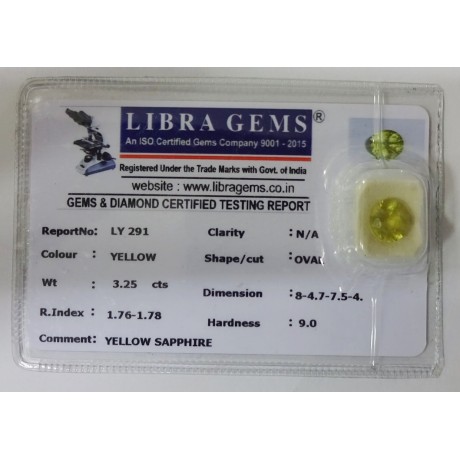 LIBRA GEMS®
An ISO Certified Gems Company 9001 - 2015
Registered Under the Trade Marks with Govt. of India
website : www.libragems.co.in
GEMS & DIAMOND CERTIFIED TESTING REPORT
ReportNo: LY 291 Clarity : N/A
Colour : YELLOW Shape/cut : OVAL
Wt : 3.25 cts Dimension : 8-4.7-7.5-4.
R.Index : 1.76-1.78 Hardness : 9.0
Comment: YELLOW SAPPHIRE